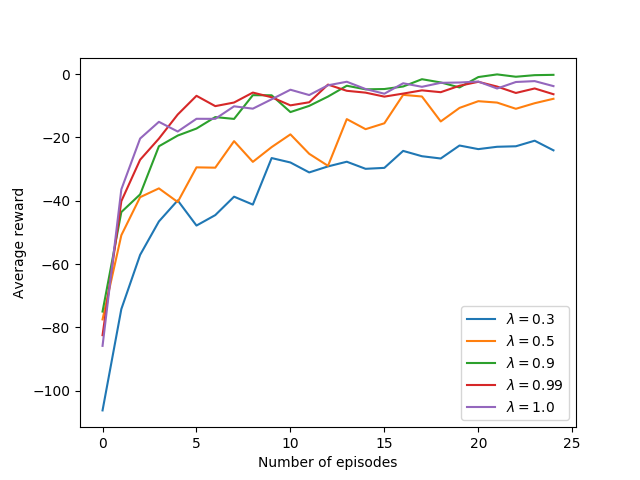 0
−20
−40
−60
−80
−100
Average reward
0 5 10 15 20 25
Number of episodes
λ = 0.3
λ = 0.5
λ = 0.9
λ = 0.99
λ = 1.0